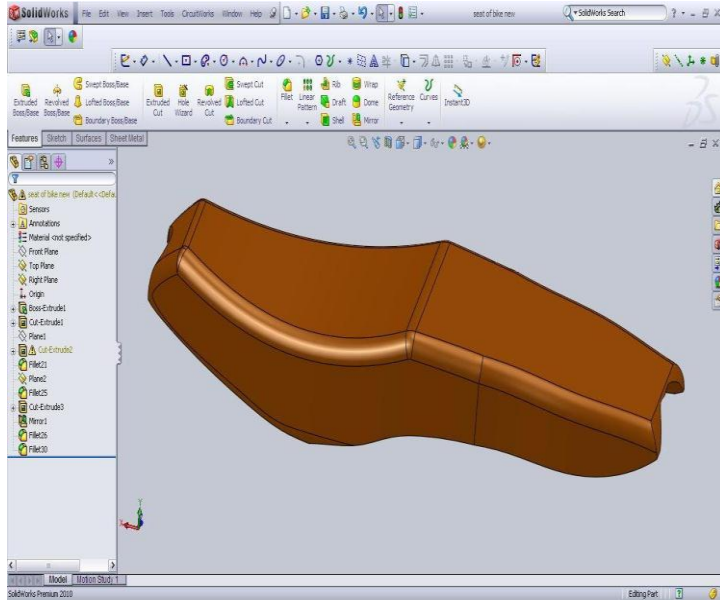 SolidWorks File Edit View Insert Tools CircuitWorks Window Help seat of bike new SolidWorks Search
Extruded Boss/Base
Revolved Boss/Base
Swept Boss/Base
Lofted Boss/Base
Boundary Boss/Base
Extruded Cut
Hole Wizard
Revolved Cut
Swept Cut
Lofted Cut
Boundary Cut
Fillet
Linear Pattern
Rib
Draft
Shell
Wrap
Dome
Mirror
Reference Geometry
Curves
Instant3D
Features Sketch Surfaces Sheet Metal
seat of bike new (Default<<Defau
Sensors
Annotations
Material <not specified>
Front Plane
Top Plane
Right Plane
Origin
Boss-Extrude1
Cut-Extrude1
Plane1
Cut-Extrude2
Fillet21
Plane2
Fillet25
Cut-Extrude3
Mirror1
Fillet26
Fillet30
Model Motion Study 1
SolidWorks Premium 2010 Editing Part